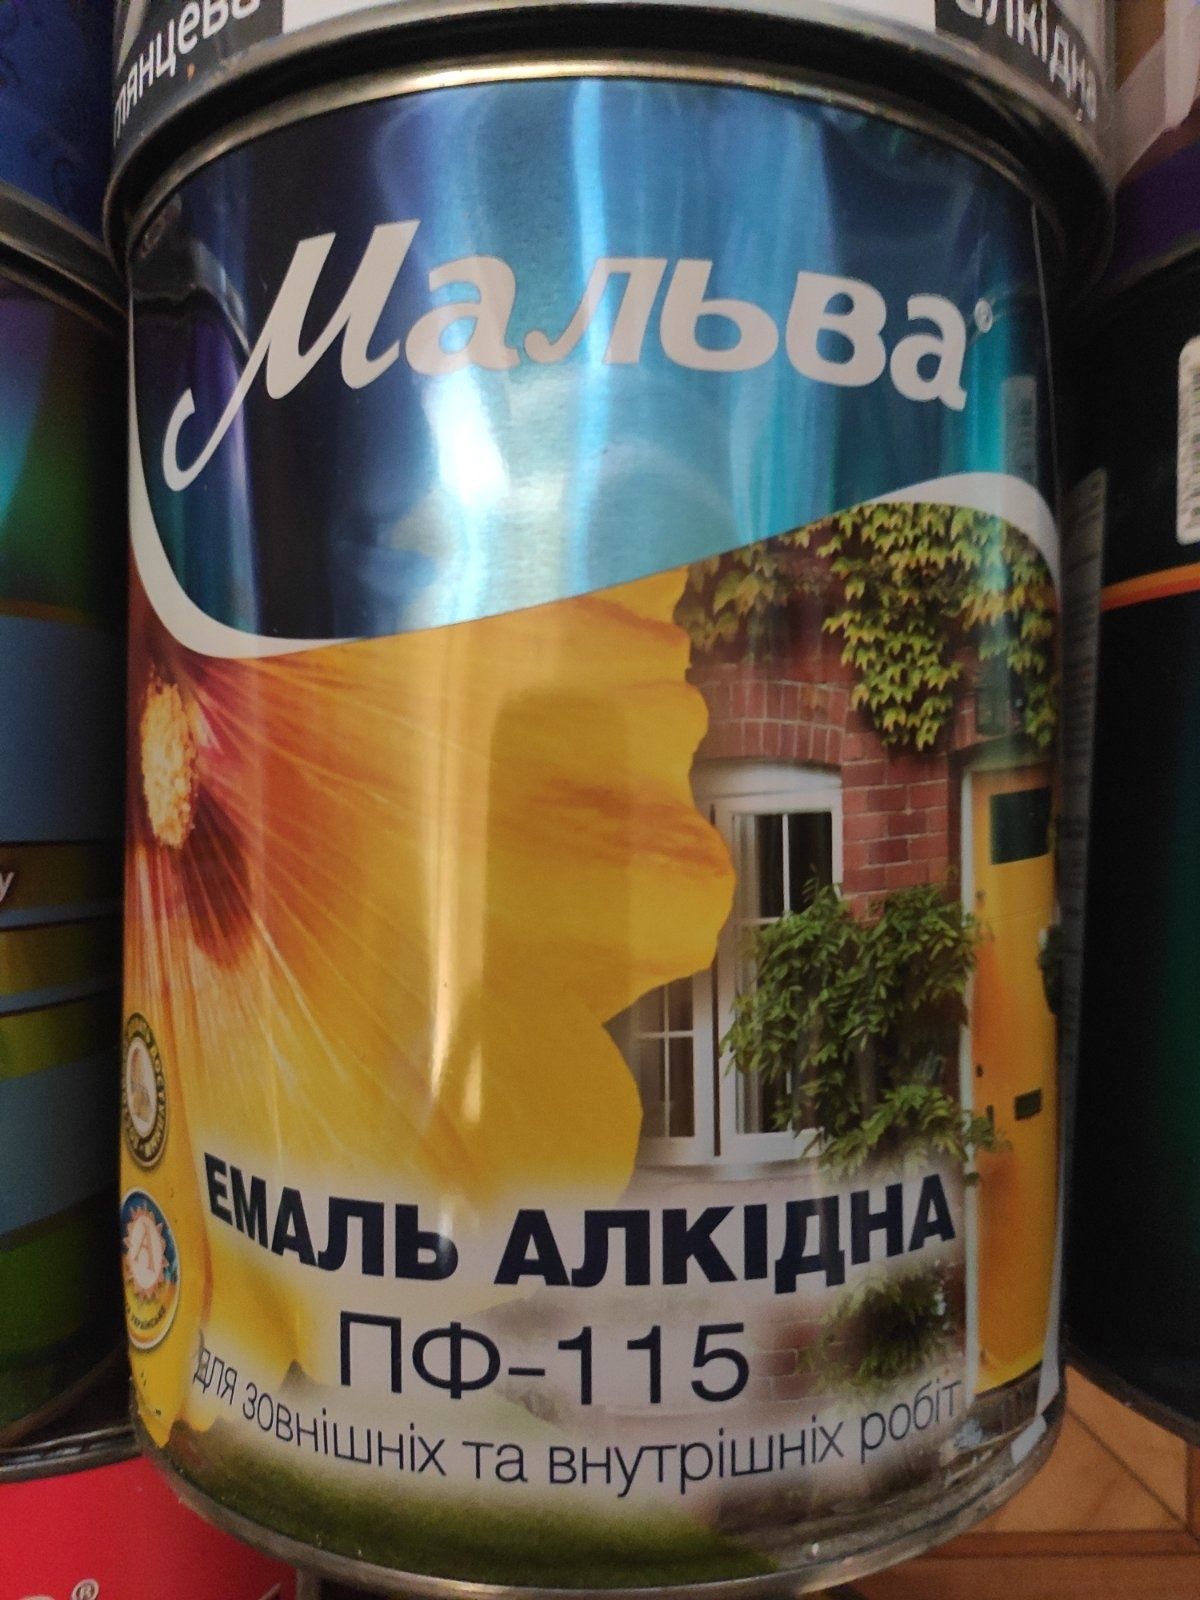 Мальва®
ЕМАЛЬ АЛКІДНА
ПФ-115
для зовнішніх та внутрішніх робіт